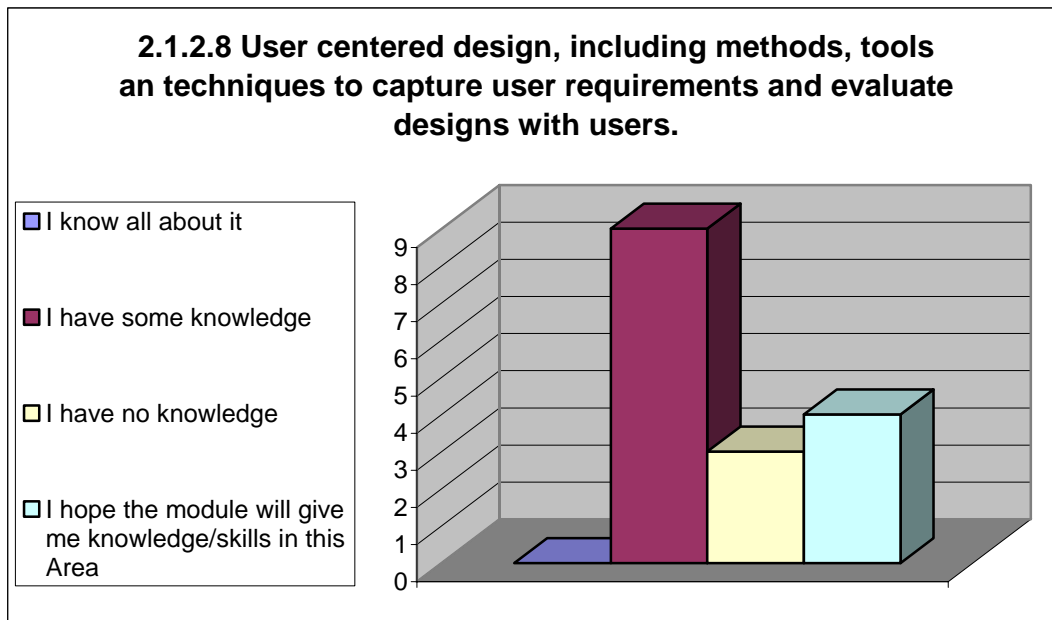 2.1.2.8 User centered design, including methods, tools
an techniques to capture user requirements and evaluate
designs with users.
I know all about it
I have some knowledge
I have no knowledge
I hope the module will give
me knowledge/skills in this
Area
9
8
7
6
5
4
3
2
1
0